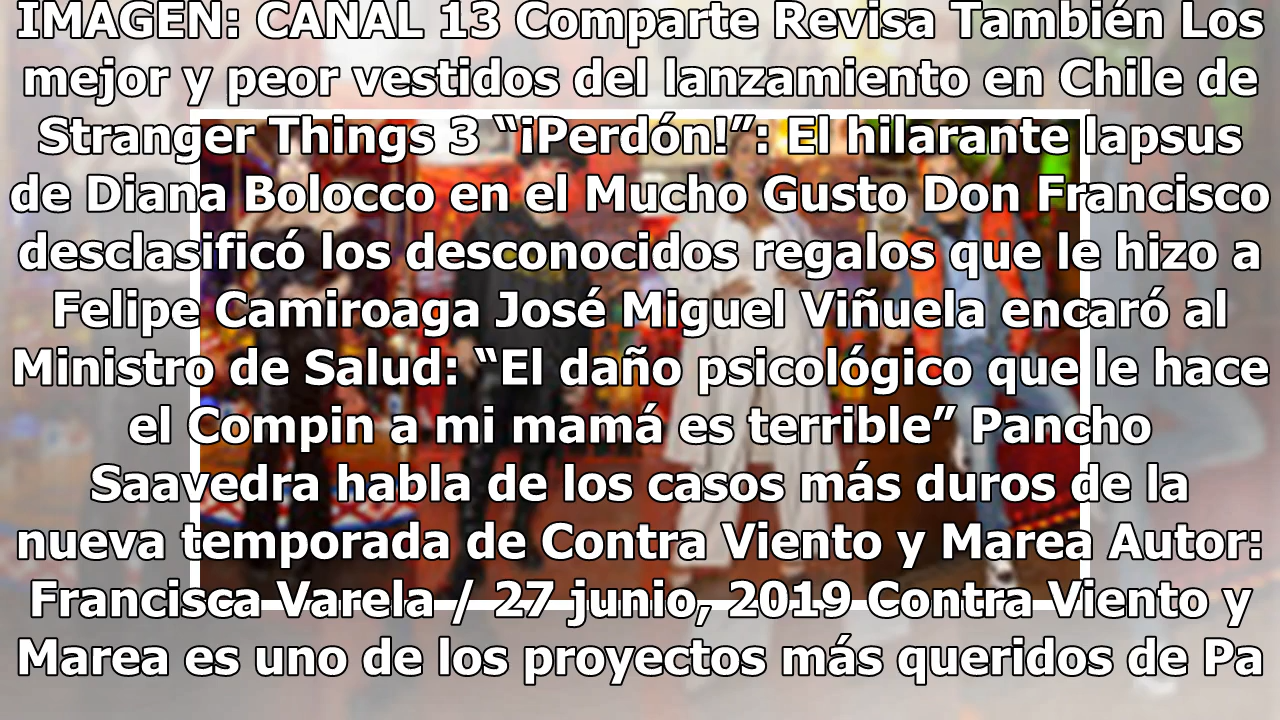 IMAGEN: CANAL 13 Comparte Revisa También Los
mejor y peor vestidos del lanzamiento en Chile de
Stranger Things 3 “¡Perdón!”: El hilarante lapsus
de Diana Bolocco en el Mucho Gusto Don Francisco
desclasificó los desconocidos regalos que le hizo a
Felipe Camiroaga José Miguel Viñuela encaró al
Ministro de Salud: “El daño psicológico que le hace
el Compin a mi mamá es terrible” Pancho
Saavedra habla de los casos más duros de la
nueva temporada de Contra Viento y Marea Autor:
Francisca Varela / 27 junio, 2019 Contra Viento y
Marea es uno de los proyectos más queridos de Pa